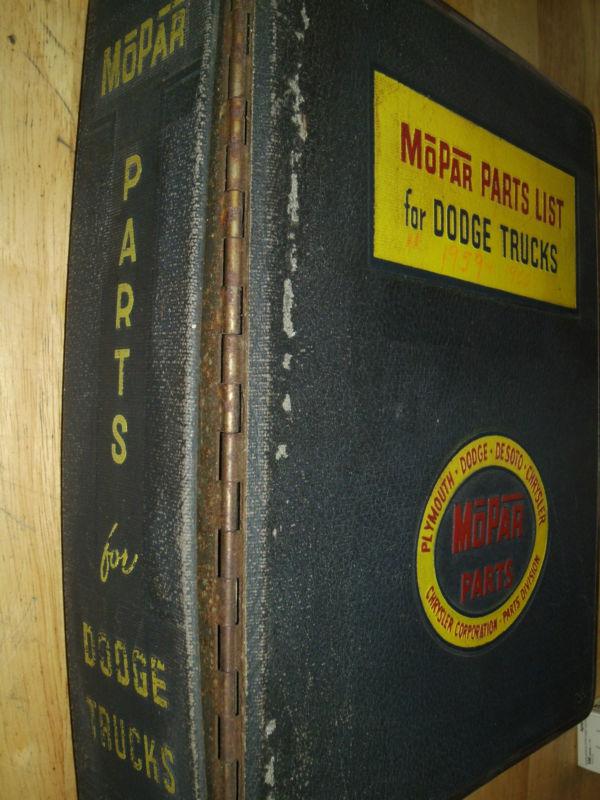 MOPAR
PARTS
for
DODGE
TRUCKS
MOPAR PARTS LIST
for DODGE TRUCKS
1959-
PLYMOUTH · DODGE · DESOTO · CHRYSLER
MOPAR
PARTS
CHRYSLER CORPORATION - PARTS DIVISION